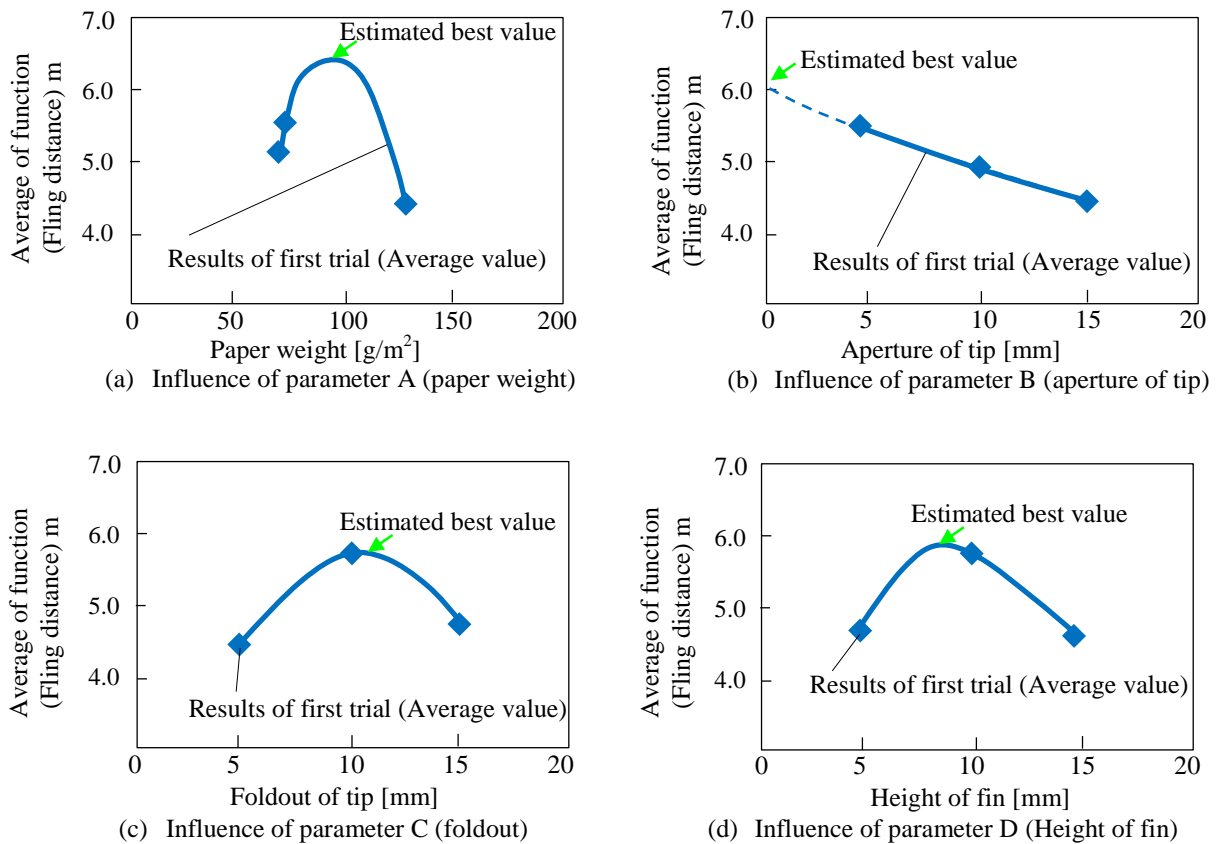 7.0
6.0
5.0
4.0
Average of function
(Fling distance) m
Estimated best value
Results of first trial (Average value)
0 50 100 150 200
Paper weight [g/m²]
(a) Influence of parameter A (paper weight)
7.0
6.0
5.0
4.0
Average of function
(Fling distance) m
Estimated best value
Results of first trial (Average value)
0 5 10 15 20
Aperture of tip [mm]
(b) Influence of parameter B (aperture of tip)
7.0
6.0
5.0
4.0
Average of function
(Fling distance) m
Estimated best value
Results of first trial (Average value)
0 5 10 15 20
Foldout of tip [mm]
(c) Influence of parameter C (foldout)
7.0
6.0
5.0
4.0
Average of function
(Fling distance) m
Estimated best value
Results of first trial (Average value)
0 5 10 15 20
Height of fin [mm]
(d) Influence of parameter D (Height of fin)